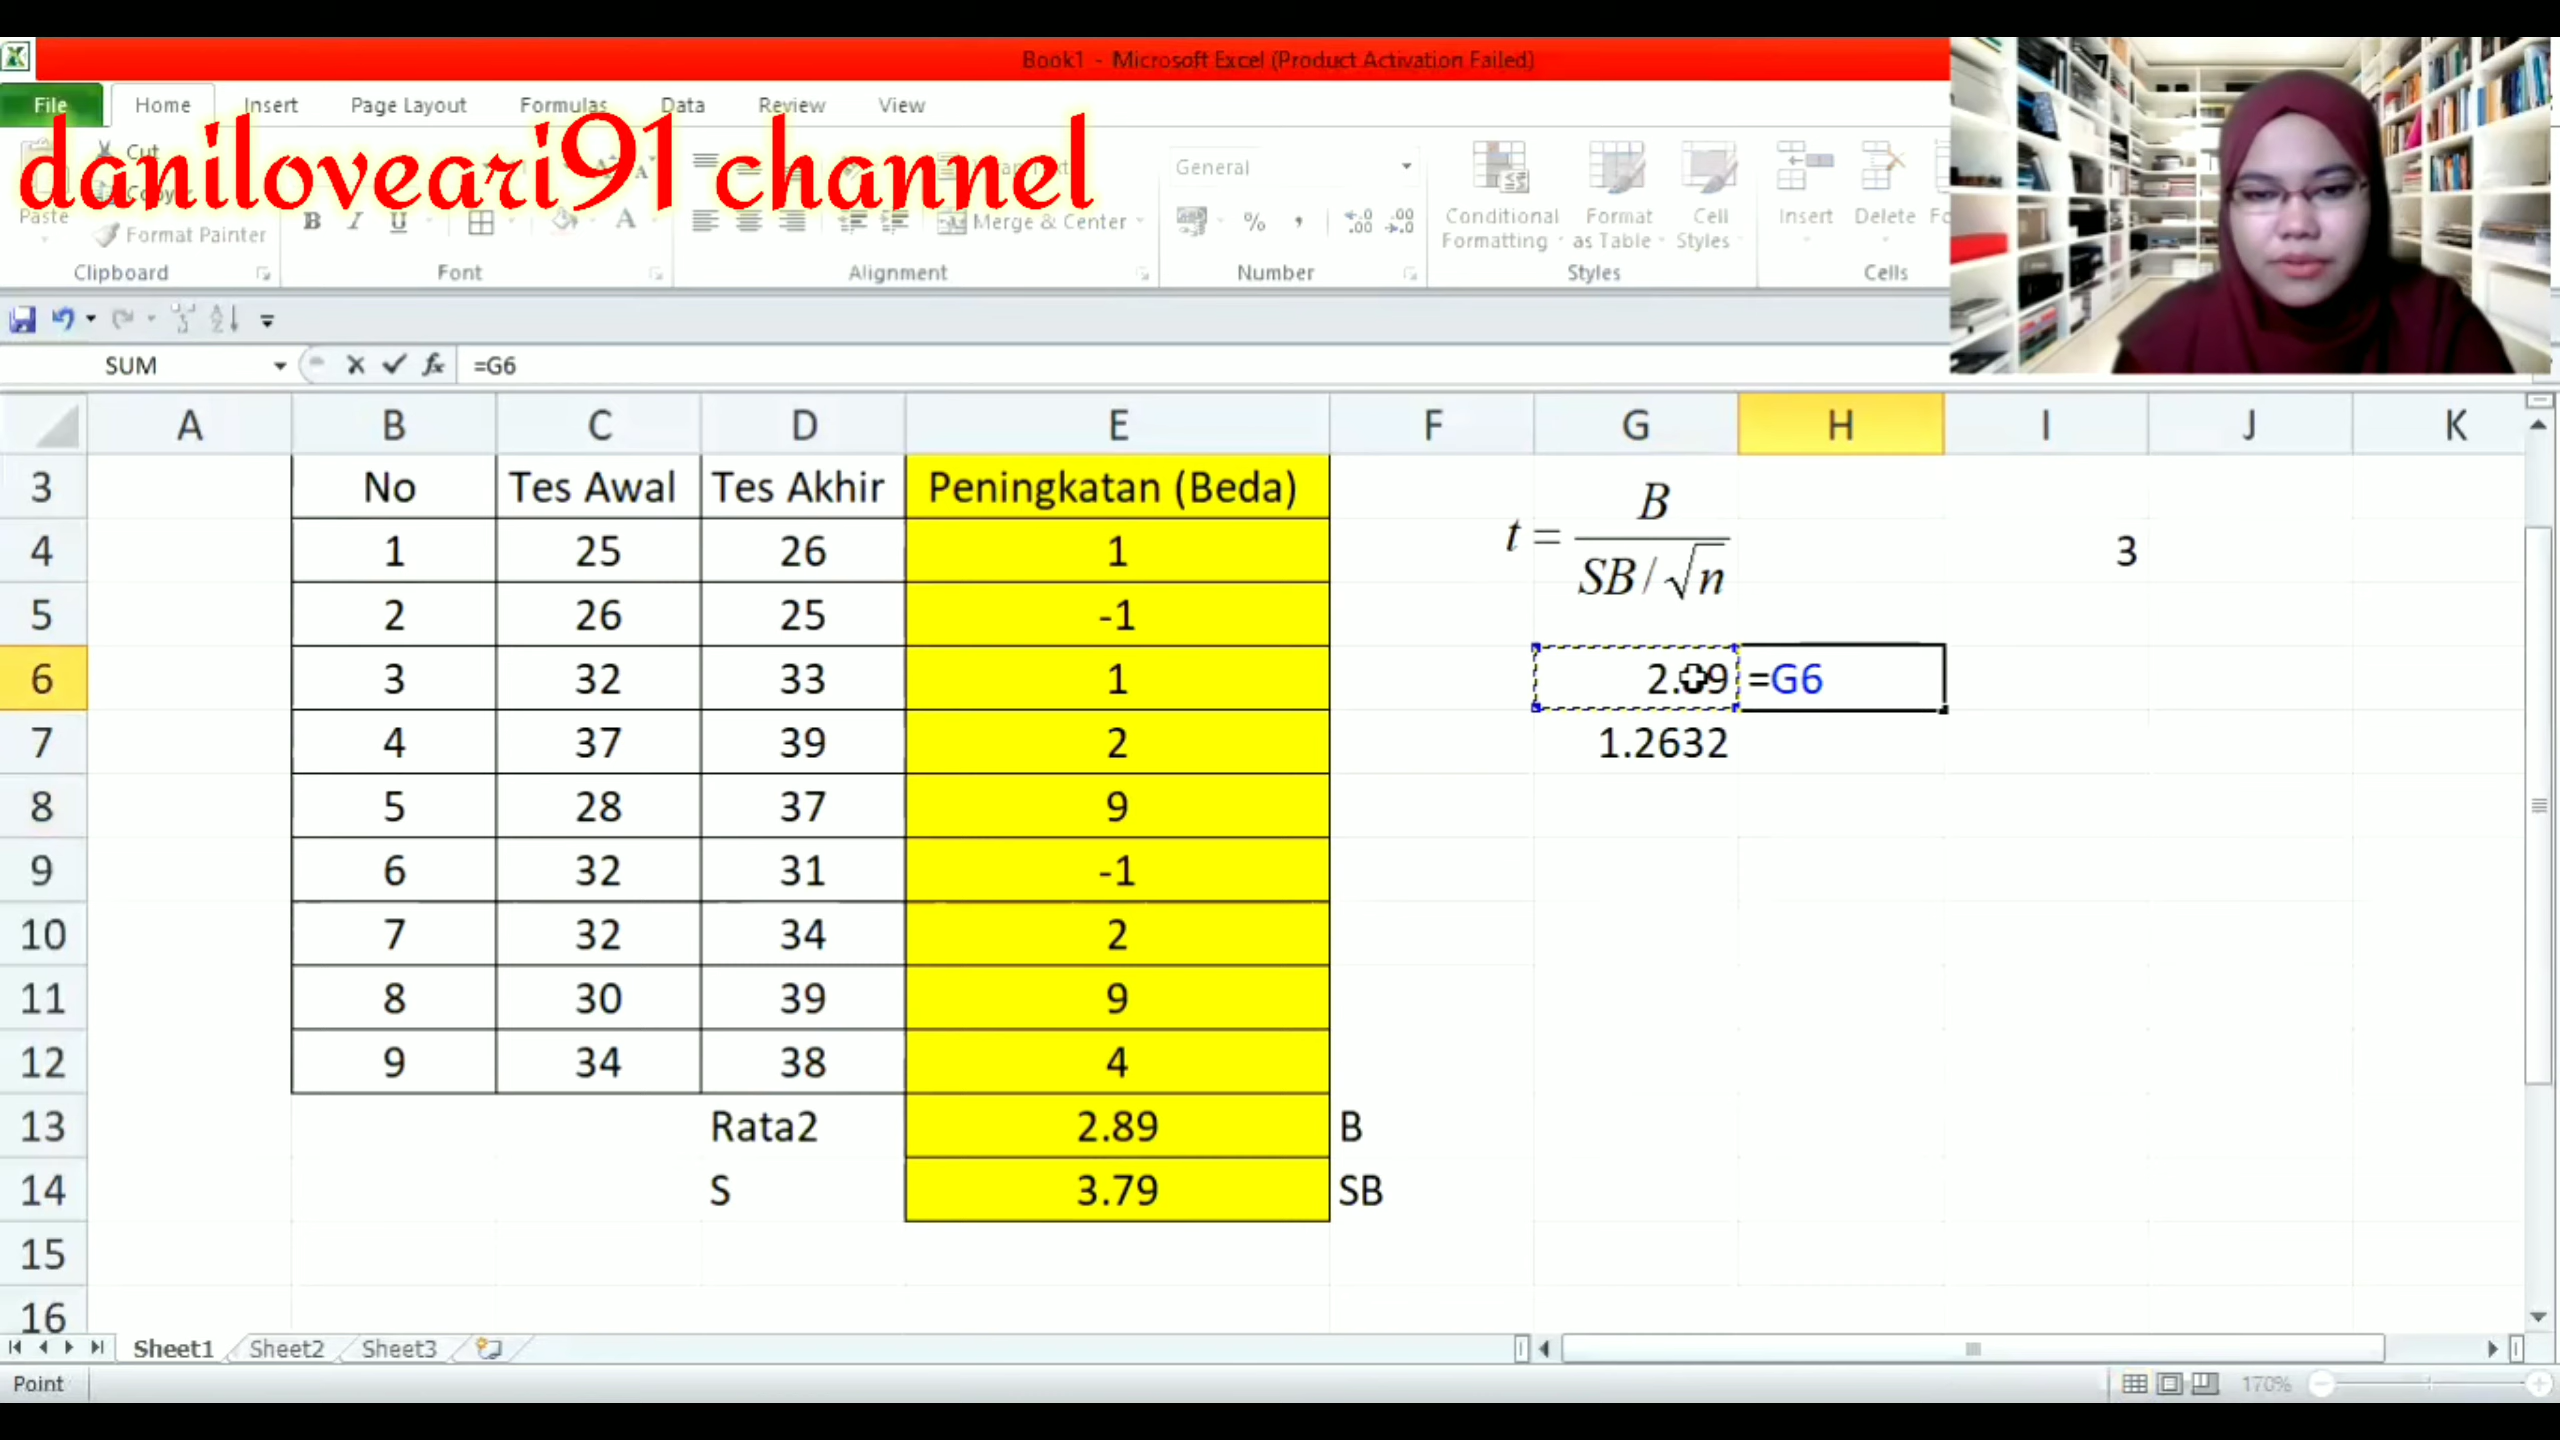 Book1 - Microsoft Excel (Product Activation Failed)
File Home Insert Page Layout Formulas Data Review View
daniloveari91 channel
Cut
Copy
Paste
Format Painter
B I U
General
Merge & Center
Conditional Formatting
Format as Table
Cell Styles
Insert
Delete
Clipboard Font Alignment Number Styles Cells
SUM
fx
=G6
A B C D E F G H I J K
3 No Tes Awal Tes Akhir Peningkatan (Beda)
t = B / (SB/√n)
4 1 25 26 1 3
5 2 26 25 -1
6 3 32 33 1 =G6
7 4 37 39 2 1.2632
8 5 28 37 9
9 6 32 31 -1
10 7 32 34 2
11 8 30 39 9
12 9 34 38 4
13 Rata2 2.89 B
14 S 3.79 SB
15
16
Sheet1 Sheet2 Sheet3
Point
170%